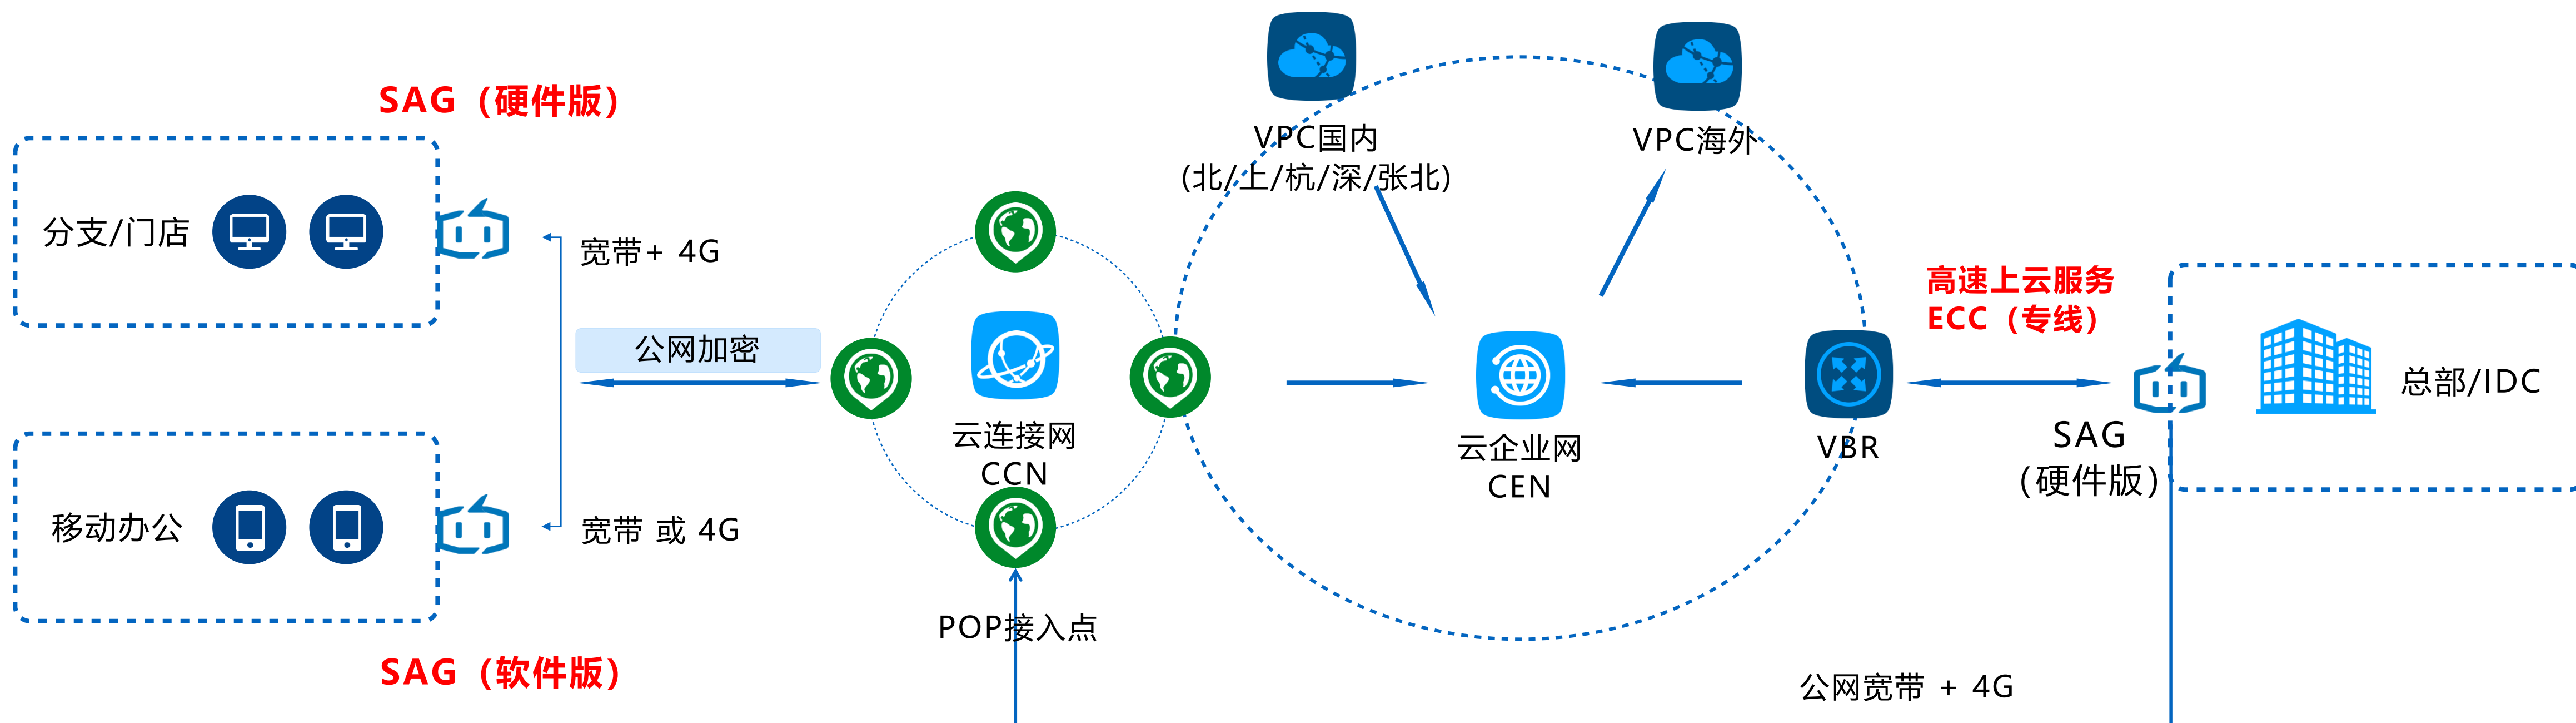 SAG（硬件版）
分支/门店
宽带+ 4G
公网加密
移动办公
宽带 或 4G
SAG（软件版）
云连接网
CCN
POP接入点
VPC国内
(北/上/杭/深/张北)
VPC海外
云企业网
CEN
VBR
高速上云服务
ECC（专线）
SAG
(硬件版)
总部/IDC
公网宽带 + 4G